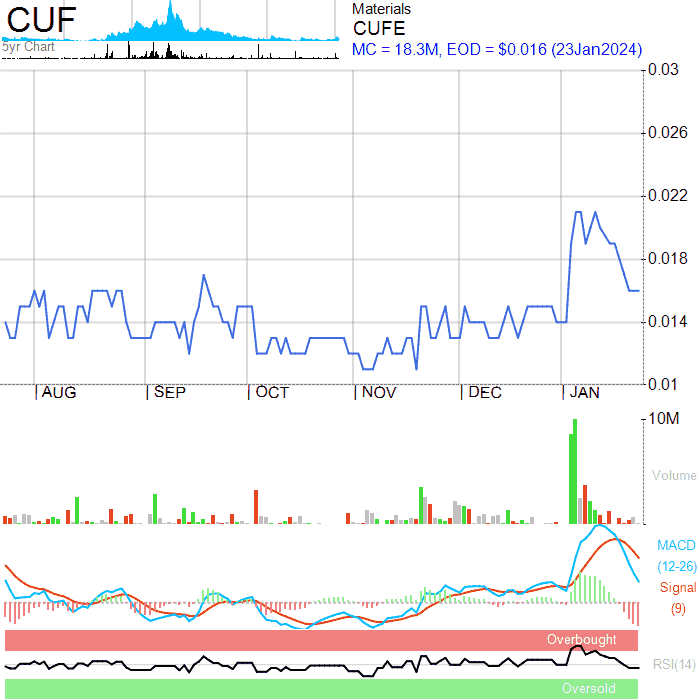 CUF
5yr Chart
Materials
CUFE
MC = 18.3M, EOD = $0.016 (23Jan2024)
0.03
0.026
0.022
0.018
0.014
0.01
AUG SEP OCT NOV DEC JAN
10M
Volume
MACD
(12-26)
Signal
(9)
Overbought
RSI(14)
Oversold